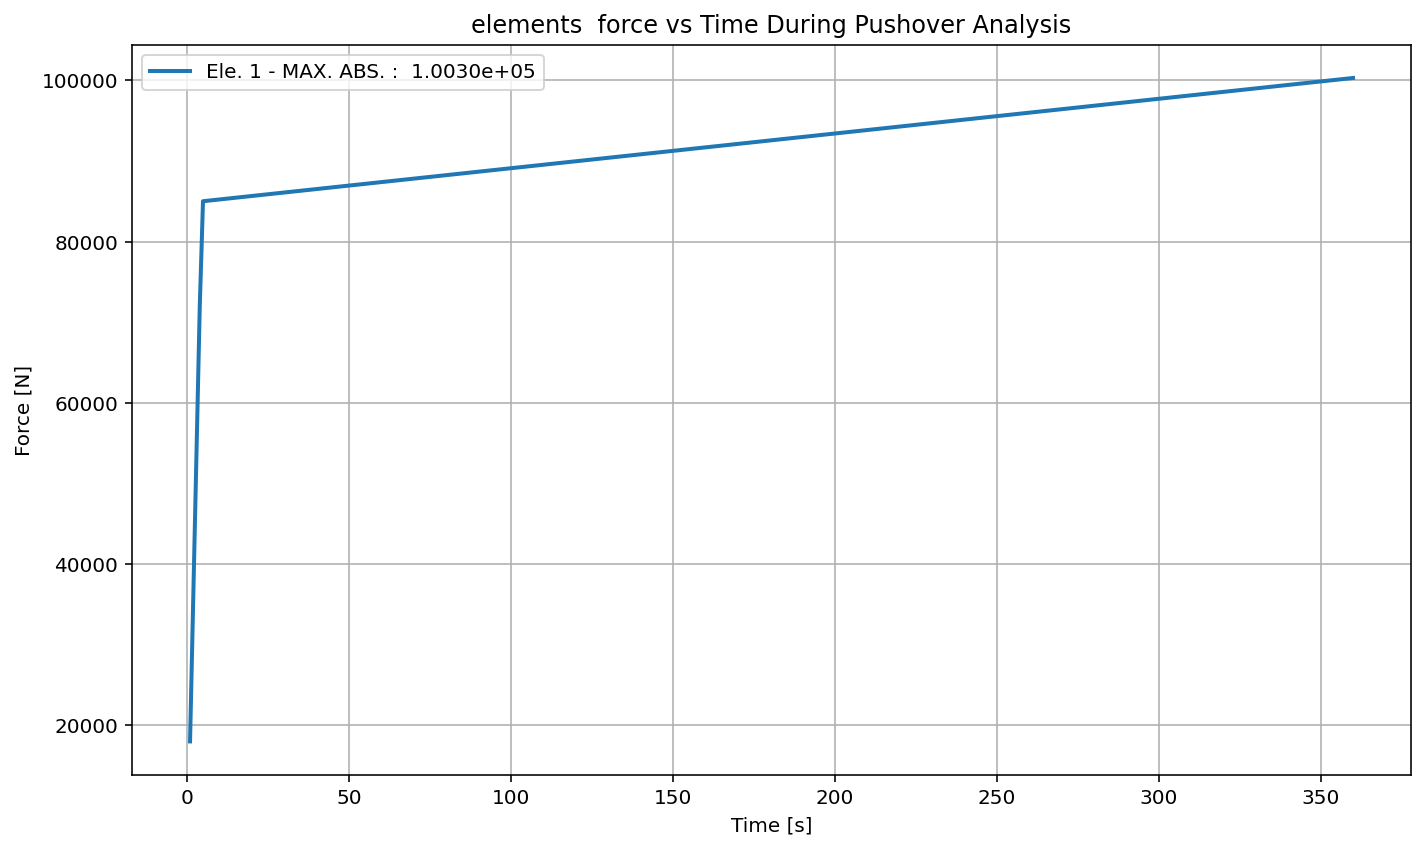 elements  force vs Time During Pushover Analysis
Ele. 1 - MAX. ABS. :  1.0030e+05
100000
80000
60000
40000
20000
Force [N]
0 50 100 150 200 250 300 350
Time [s]